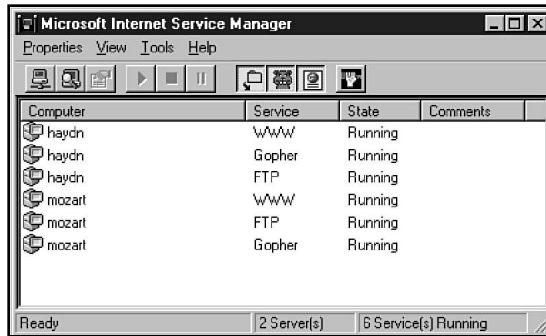 Microsoft Internet Service Manager
Properties View Tools Help
Computer Service State Comments
haydn WWW Running
haydn Gopher Running
haydn FTP Running
mozart WWW Running
mozart FTP Running
mozart Gopher Running
Ready 2 Server(s) 6 Service(s) Running